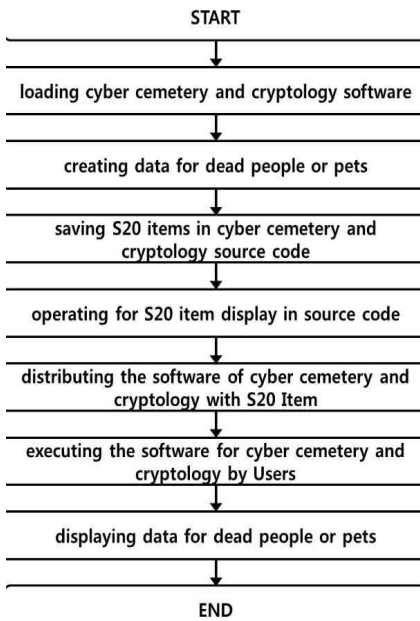 START
loading cyber cemetery and cryptology software
creating data for dead people or pets
saving S20 items in cyber cemetery and
cryptology source code
operating for S20 item display in source code
distributing the software of cyber cemetery and
cryptology with S20 Item
executing the software for cyber cemetery and
cryptology by Users
displaying data for dead people or pets
END